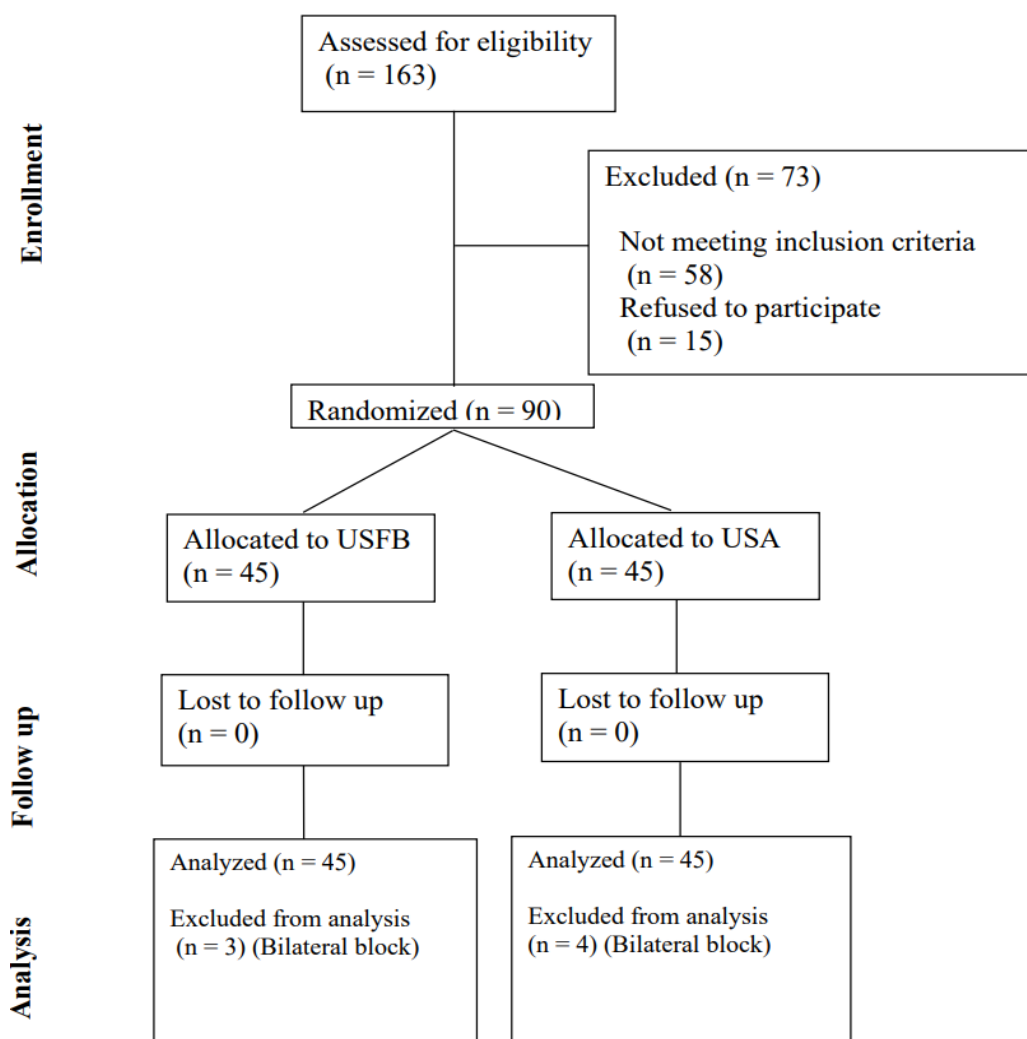 Assessed for eligibility
(n = 163)
Enrollment
Excluded (n = 73)
Not meeting inclusion criteria
(n = 58)
Refused to participate
(n = 15)
Randomized (n = 90)
Allocation
Allocated to USFB
(n = 45)
Allocated to USA
(n = 45)
Follow up
Lost to follow up
(n = 0)
Lost to follow up
(n = 0)
Analysis
Analyzed (n = 45)
Excluded from analysis
(n = 3) (Bilateral block)
Analyzed (n = 45)
Excluded from analysis
(n = 4) (Bilateral block)